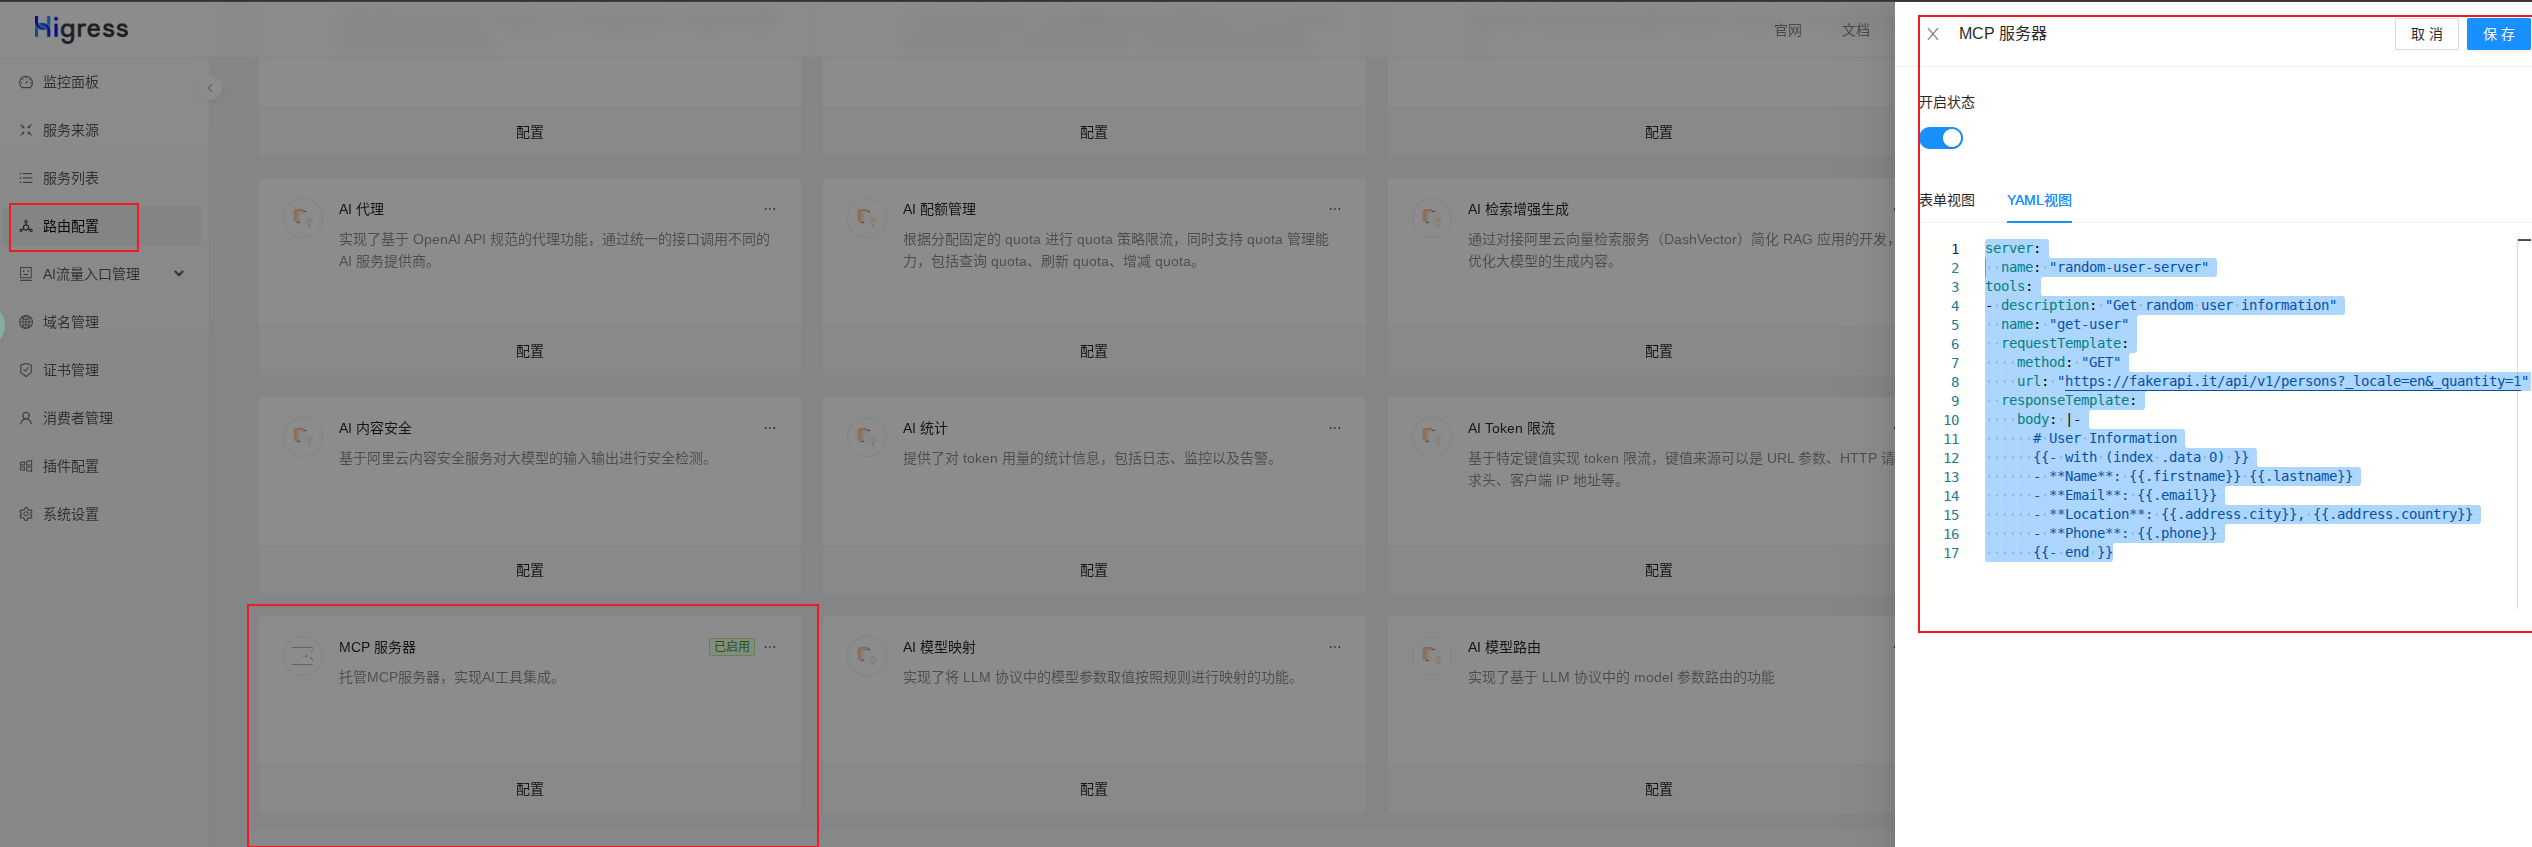 Higress
官网
文档
监控面板
服务来源
服务列表
路由配置
AI流量入口管理
域名管理
证书管理
消费者管理
插件配置
系统设置
配置
配置
配置
AI 代理
实现了基于 OpenAI API 规范的代理功能，通过统一的接口调用不同的
AI 服务提供商。
配置
AI 配额管理
根据分配固定的 quota 进行 quota 策略限流，同时支持 quota 管理能
力，包括查询 quota、刷新 quota、增减 quota。
配置
AI 检索增强生成
通过对接阿里云向量检索服务（DashVector）简化 RAG 应用的开发，
优化大模型的生成内容。
配置
AI 内容安全
基于阿里云内容安全服务对大模型的输入输出进行安全检测。
配置
AI 统计
提供了对 token 用量的统计信息，包括日志、监控以及告警。
配置
AI Token 限流
基于特定键值实现 token 限流，键值来源可以是 URL 参数、HTTP 请
求头、客户端 IP 地址等。
配置
MCP 服务器
已启用
托管MCP服务器，实现AI工具集成。
配置
AI 模型映射
实现了将 LLM 协议中的模型参数取值按照规则进行映射的功能。
配置
AI 模型路由
实现了基于 LLM 协议中的 model 参数路由的功能
配置
MCP 服务器
取 消
保 存
开启状态
表单视图
YAML视图
1 server:
2   name: "random-user-server"
3 tools:
4 - description: "Get random user information"
5   name: "get-user"
6   requestTemplate:
7     method: "GET"
8     url: "https://fakerapi.it/api/v1/persons?_locale=en&_quantity=1"
9   responseTemplate:
10     body: |-
11       # User Information
12       {{- with (index .data 0) }}
13       - **Name**: {{.firstname}} {{.lastname}}
14       - **Email**: {{.email}}
15       - **Location**: {{.address.city}}, {{.address.country}}
16       - **Phone**: {{.phone}}
17       {{- end }}